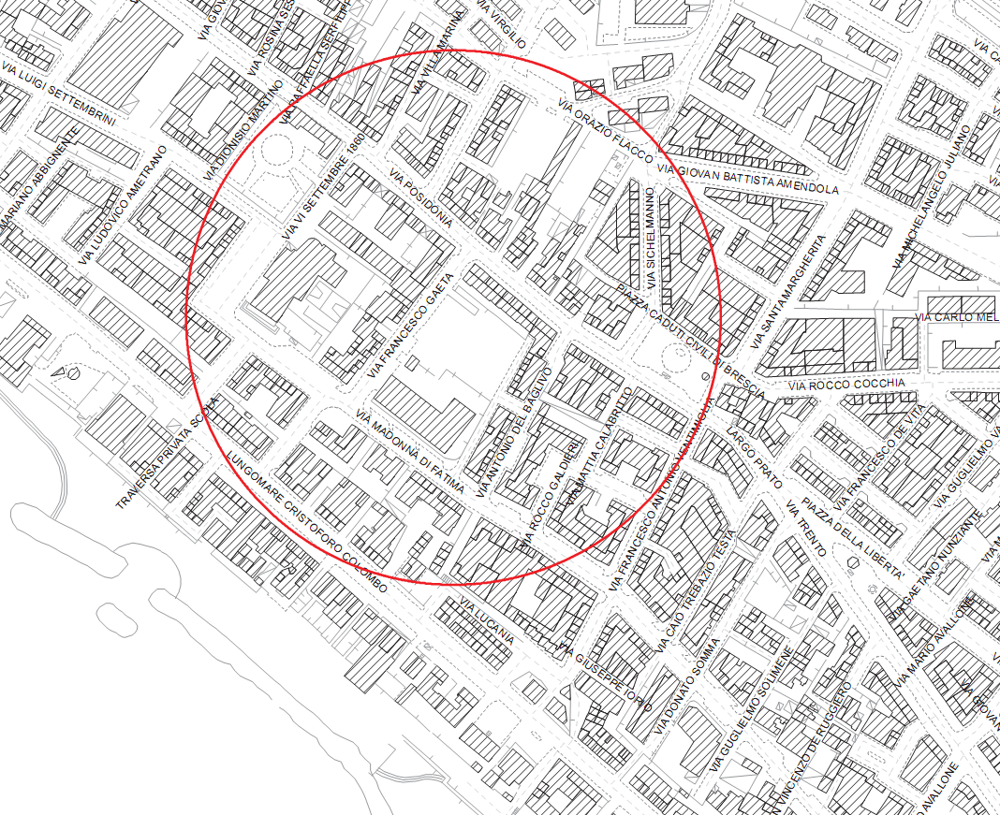 VIA VIRGILIO
VIA VILLAMARINA
VIA LUIGI SETTEMBRINI
VIA RAFFAELLA SERFILIPPI
VIA DIONISIO MARTINO
VIA ORAZIO FLACCO
MARIANO ABBIGNENTE
VIA LUDOVICO AMETRANO
VIA VI SETTEMBRE 1860
VIA POSIDONIA
VIA GIOVAN BATTISTA AMENDOLA
VIA SICHELMANNO
VIA MICHELANGELO JULIANO
VIA SANTA MARGHERITA
VIA FRANCESCO GAETA
PIAZZA CADUTI CIVILI DI BRESCIA
VIA CARLO MEL
VIA ROCCO COCCHIA
VIA ANTONIO DEL BAGLIVO
VIA MATTIA CALABRITTO
VIA ROCCO GALDIERI
VIA FRANCESCO ANTONIO VENTIMIGLIA
VIA MADONNA DI FATIMA
TRAVERSA PRIVATA SCOLA
LUNGOMARE CRISTOFORO COLOMBO
LARGO PRATO
VIA FRANCESCO DE VITA
VIA GUGLIELMO VA
VIA TRENTO
PIAZZA DELLA LIBERTA
VIA GAETANO NUNZIANTE
VIA CAIO TREBAZIO TESTA
VIA LUCANIA
VIA GIUSEPPE IORIO
VIA DONATO SOMMA
VIA GUGLIELMO SOLIMENE
VIA MARIO AVALLONE
VIA GIOVAN
N VINCENZO DE RUGGIERO
O AVALLONE